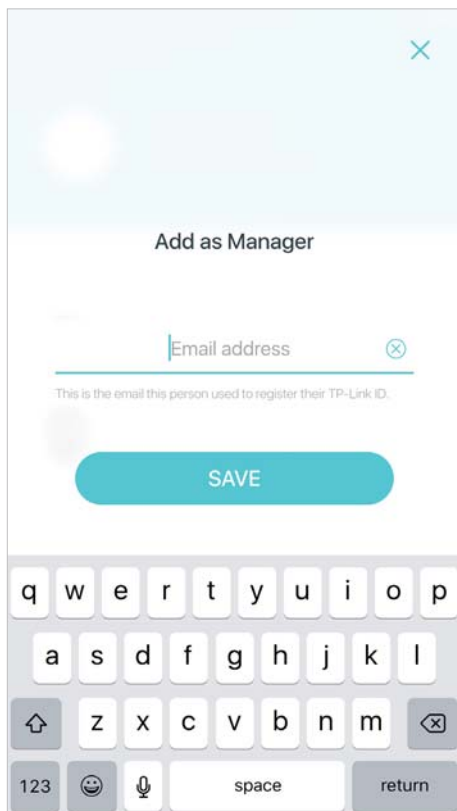 Add as Manager
Email address
This is the email this person used to register their TP-Link ID.
SAVE
q w e r t y u i o p
a s d f g h j k l
z x c v b n m
123 space return